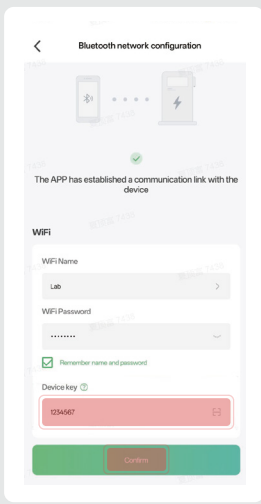 Bluetooth network configuration
The APP has established a communication link with the
device
WiFi
WiFi Name
Lab
WiFi Password
••••••••
Remember name and password
Device key
1234567
Confirm